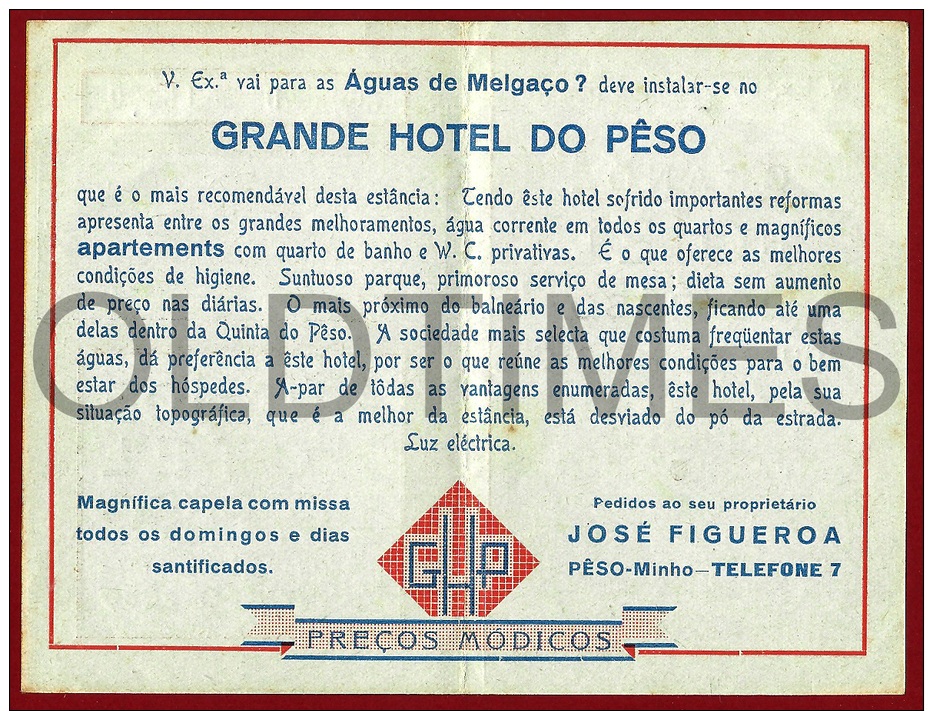 V. Ex.ª vai para as Águas de Melgaço? deve instalar-se no
GRANDE HOTEL DO PÊSO
que é o mais recomendável desta estância: Tendo êste hotel sofrido importantes reformas
apresenta entre os grandes melhoramentos, água corrente em todos os quartos e magníficos
apartements com quarto de banho e W. C. privativas. É o que oferece as melhores
condições de higiene. Suntuoso parque, primoroso serviço de mesa; dieta sem aumento
de preço nas diárias. O mais próximo do balneário e das nascentes, ficando até uma
delas dentro da Quinta do Pêso. A sociedade mais selecta que costuma freqüentar estas
águas, dá preferência a êste hotel, por ser o que reúne as melhores condições para o bem
estar dos hóspedes. A-par de tôdas as vantagens enumeradas, êste hotel, pela sua
situação topográfica, que é a melhor da estância, está desviado do pó da estrada.
Luz eléctrica.
OLD TIMES
Magnífica capela com missa
todos os domingos e dias
santificados.
GHP
Pedidos ao seu proprietário
JOSÉ FIGUEROA
PÊSO-Minho—TELEFONE 7
PREÇOS MÓDICOS